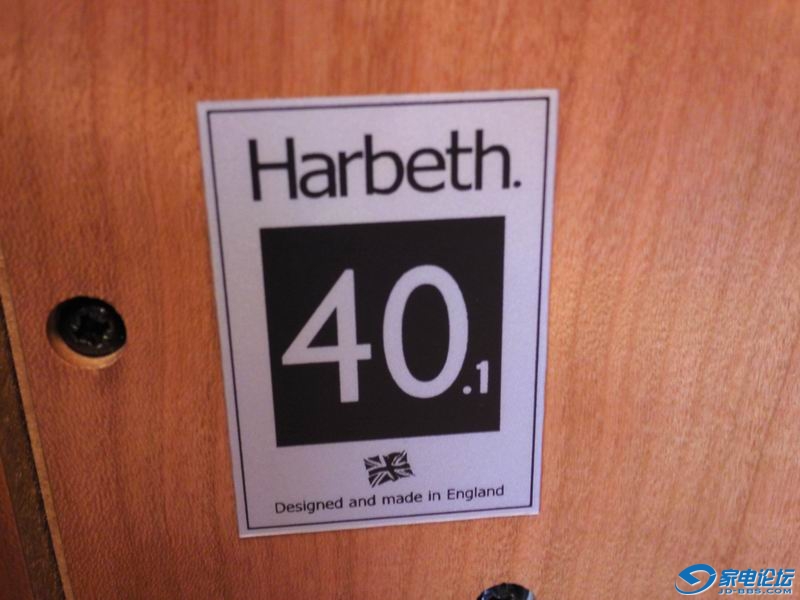 Harbeth.
40.1
Designed and made in England
家电论坛
JD-BBS.COM